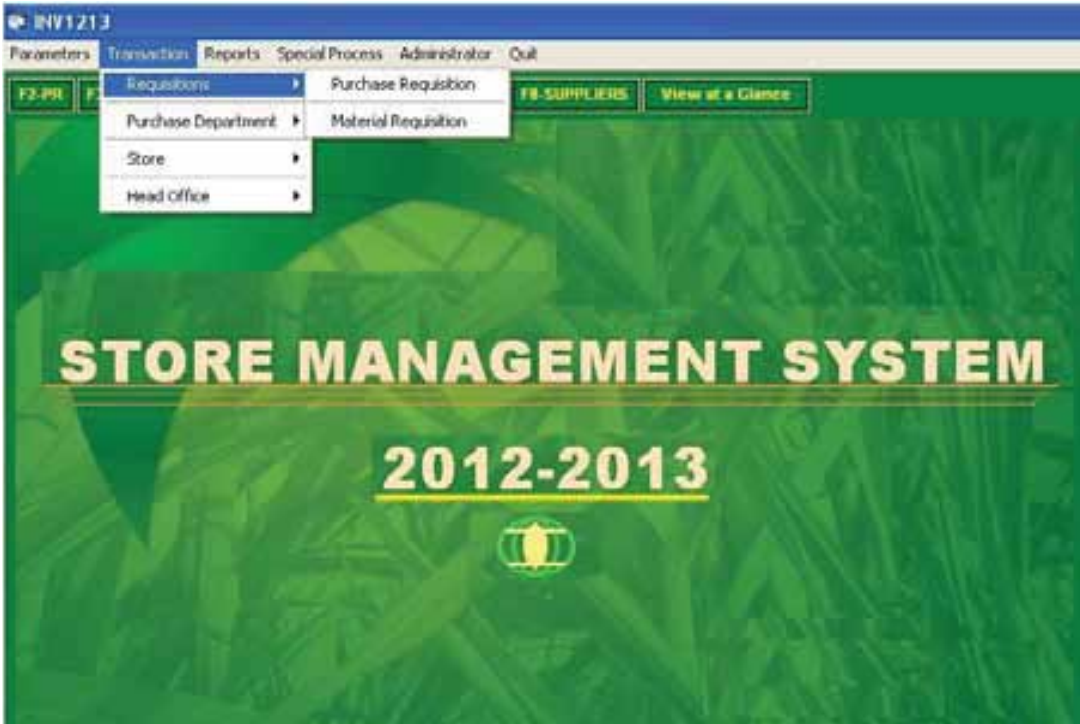 INV1213
Parameters Transaction Reports Special Process Administrator Quit
F2-PR F8-SUPPLIERS View at a Glance
Requisitions Purchase Requisition
Purchase Department Material Requisition
Store
Head Office
STORE MANAGEMENT SYSTEM
2012-2013